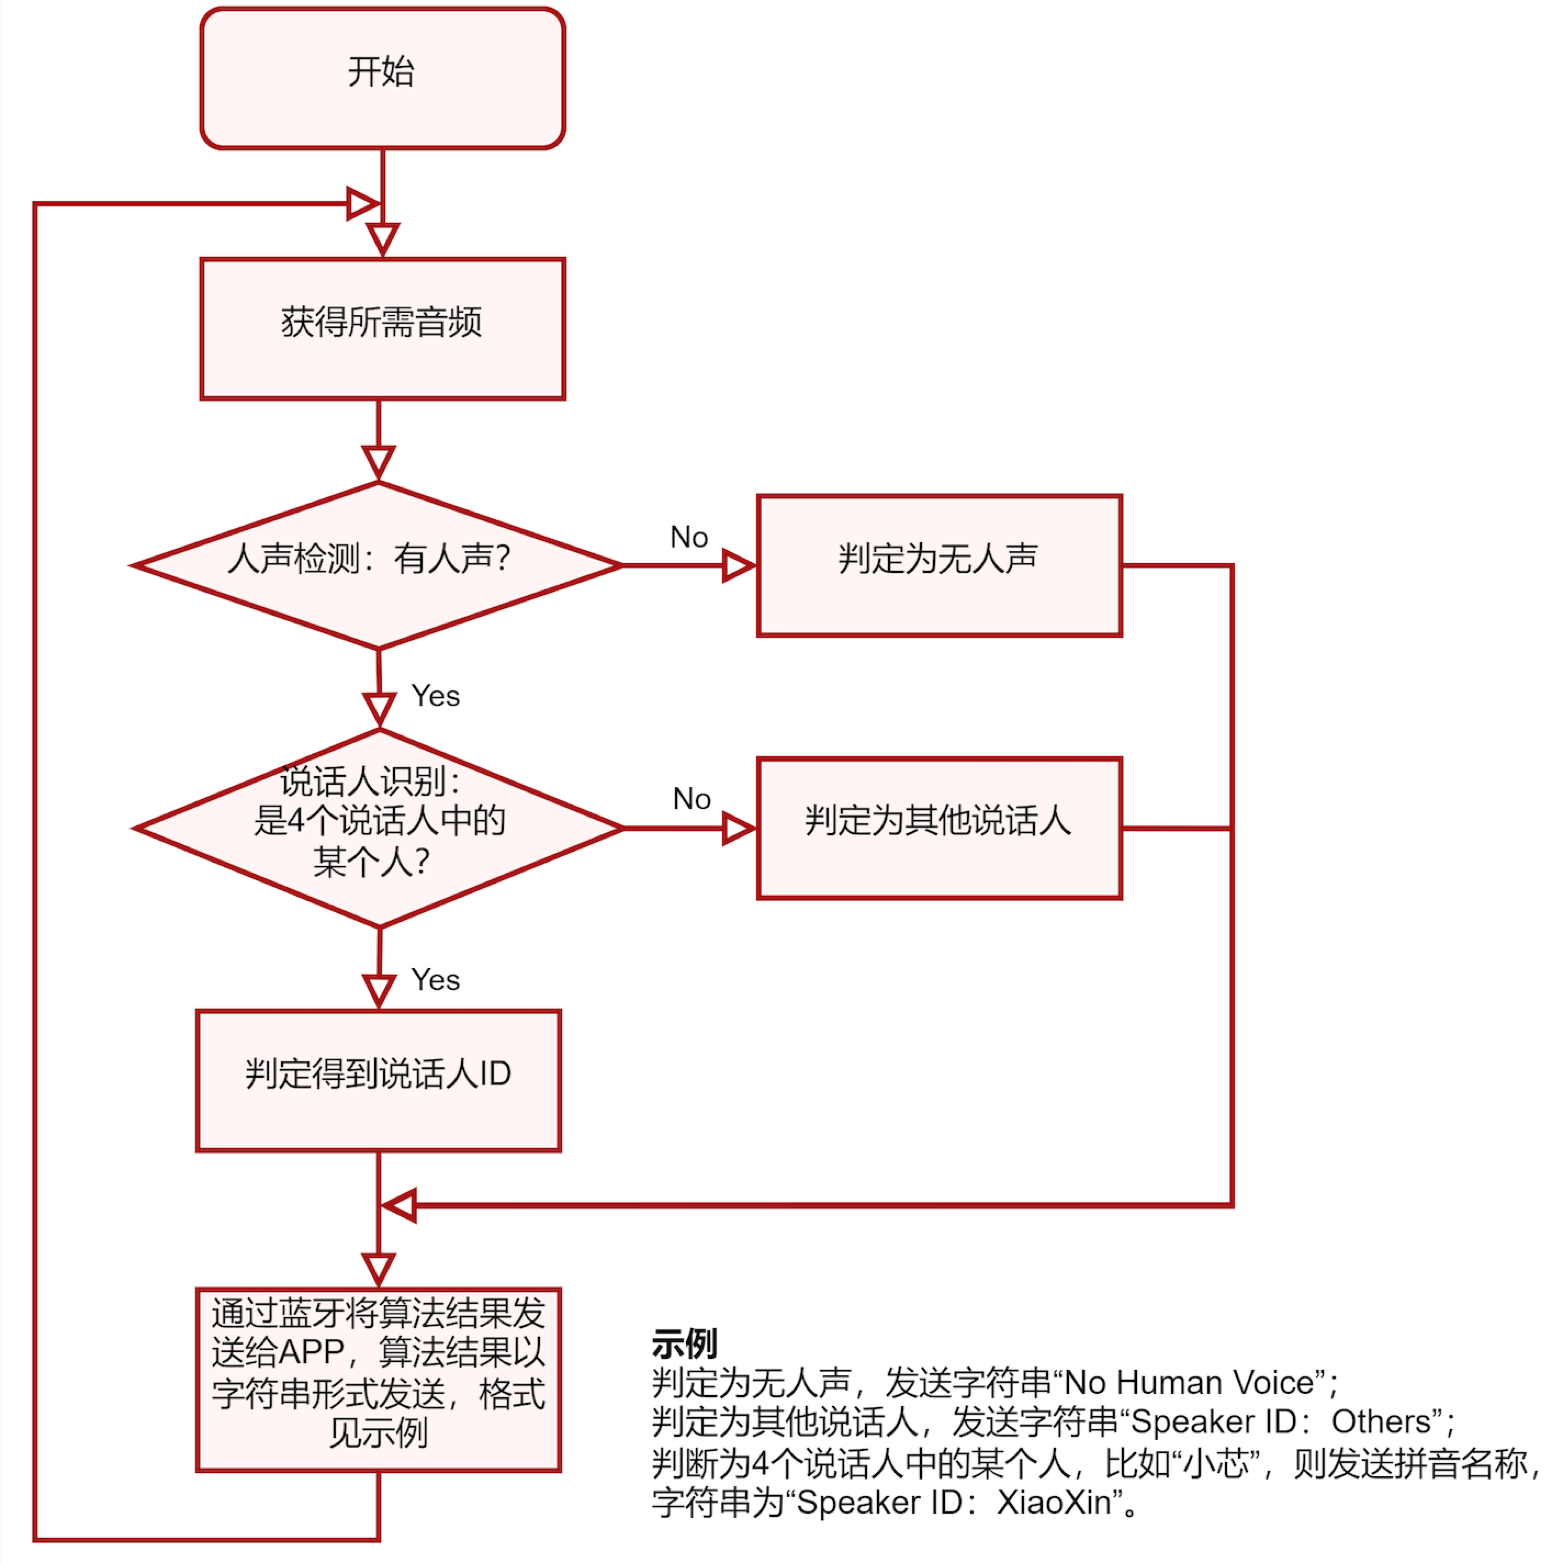 开始
获得所需音频
人声检测：有人声？
No
判定为无人声
Yes
说话人识别：
是4个说话人中的
某个人？
No
判定为其他说话人
Yes
判定得到说话人ID
通过蓝牙将算法结果发
送给APP，算法结果以
字符串形式发送，格式
见示例
示例
判定为无人声，发送字符串“No Human Voice”；
判定为其他说话人，发送字符串“Speaker ID：Others”；
判断为4个说话人中的某个人，比如“小芯”，则发送拼音名称，
字符串为“Speaker ID：XiaoXin”。